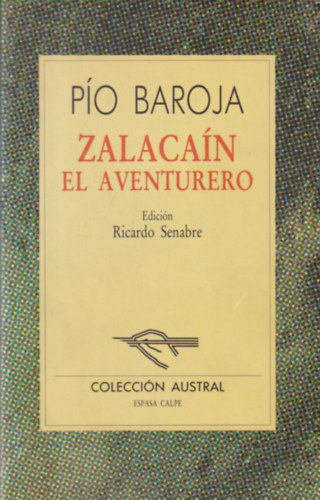 PÍO BAROJA
ZALACAÍN
EL AVENTURERO
Edición
Ricardo Senabre
COLECCIÓN AUSTRAL
ESPASA CALPE